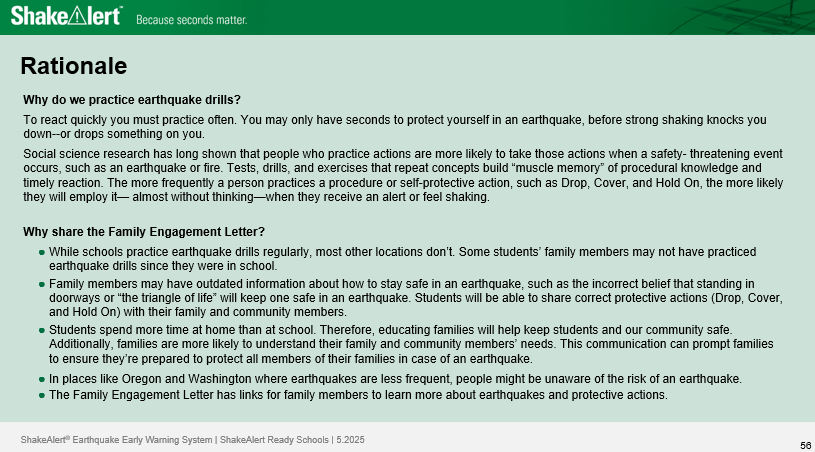 ShakeAlert™ Because seconds matter.
Rationale
Why do we practice earthquake drills?
To react quickly you must practice often. You may only have seconds to protect yourself in an earthquake, before strong shaking knocks you
down--or drops something on you.
Social science research has long shown that people who practice actions are more likely to take those actions when a safety- threatening event
occurs, such as an earthquake or fire. Tests, drills, and exercises that repeat concepts build “muscle memory” of procedural knowledge and
timely reaction. The more frequently a person practices a procedure or self-protective action, such as Drop, Cover, and Hold On, the more likely
they will employ it— almost without thinking—when they receive an alert or feel shaking.
Why share the Family Engagement Letter?
● While schools practice earthquake drills regularly, most other locations don’t. Some students’ family members may not have practiced
earthquake drills since they were in school.
● Family members may have outdated information about how to stay safe in an earthquake, such as the incorrect belief that standing in
doorways or “the triangle of life” will keep one safe in an earthquake. Students will be able to share correct protective actions (Drop, Cover,
and Hold On) with their family and community members.
● Students spend more time at home than at school. Therefore, educating families will help keep students and our community safe.
Additionally, families are more likely to understand their family and community members’ needs. This communication can prompt families
to ensure they’re prepared to protect all members of their families in case of an earthquake.
● In places like Oregon and Washington where earthquakes are less frequent, people might be unaware of the risk of an earthquake.
● The Family Engagement Letter has links for family members to learn more about earthquakes and protective actions.
ShakeAlert® Earthquake Early Warning System | ShakeAlert Ready Schools | 5.2025
56